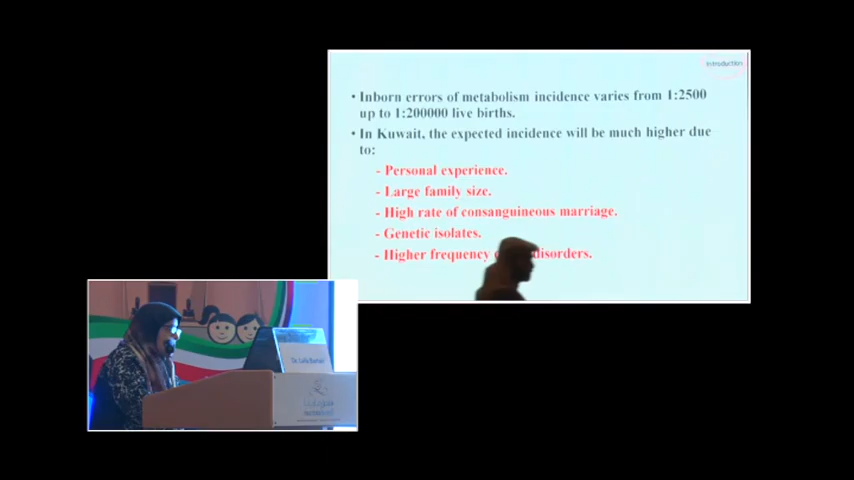 Introduction
• Inborn errors of metabolism incidence varies from 1:2500
up to 1:200000 live births.
• In Kuwait, the expected incidence will be much higher due
to:
- Personal experience.
- Large family size.
- High rate of consanguineous marriage.
- Genetic isolates.
- Higher frequency disorders.